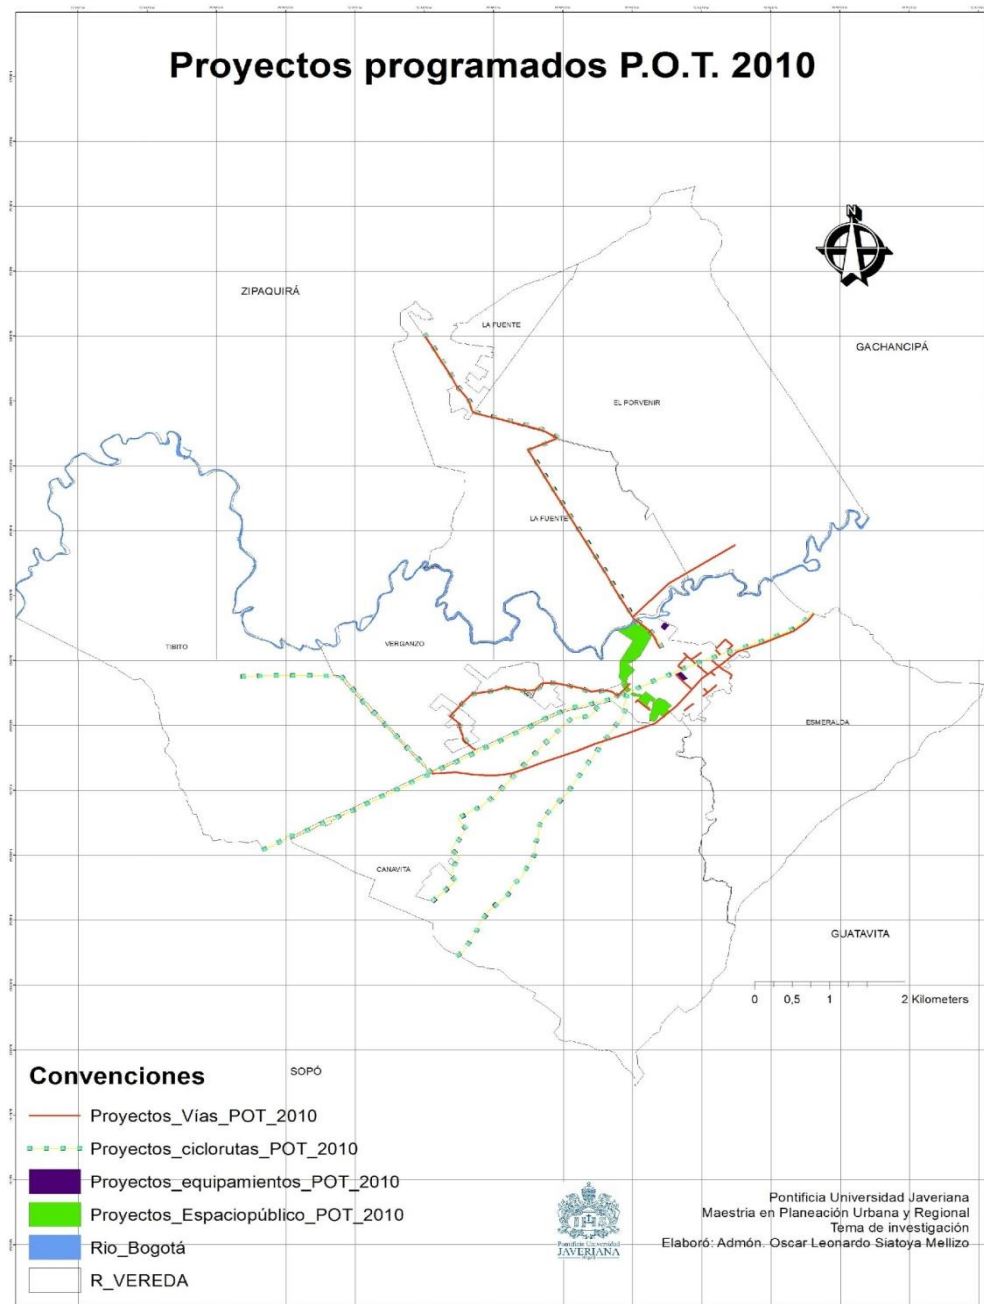 Proyectos programados P.O.T. 2010
N
ZIPAQUIRÁ
LA FUENTE
GACHANCIPÁ
EL PORVENIR
LA FUENTE
TIBITO
VERGANZO
ESMERALDA
CANAVITA
GUATAVITA
0 0,5 1 2 Kilometers
SOPÓ
Convenciones
Proyectos_Vías_POT_2010
Proyectos_ciclorutas_POT_2010
Proyectos_equipamientos_POT_2010
Proyectos_Espaciopúblico_POT_2010
Rio_Bogotá
R_VEREDA
Pontificia Universidad
JAVERIANA
Pontificia Universidad Javeriana
Maestria en Planeación Urbana y Regional
Tema de investigación
Elaboró: Admón. Oscar Leonardo Siatoya Mellizo